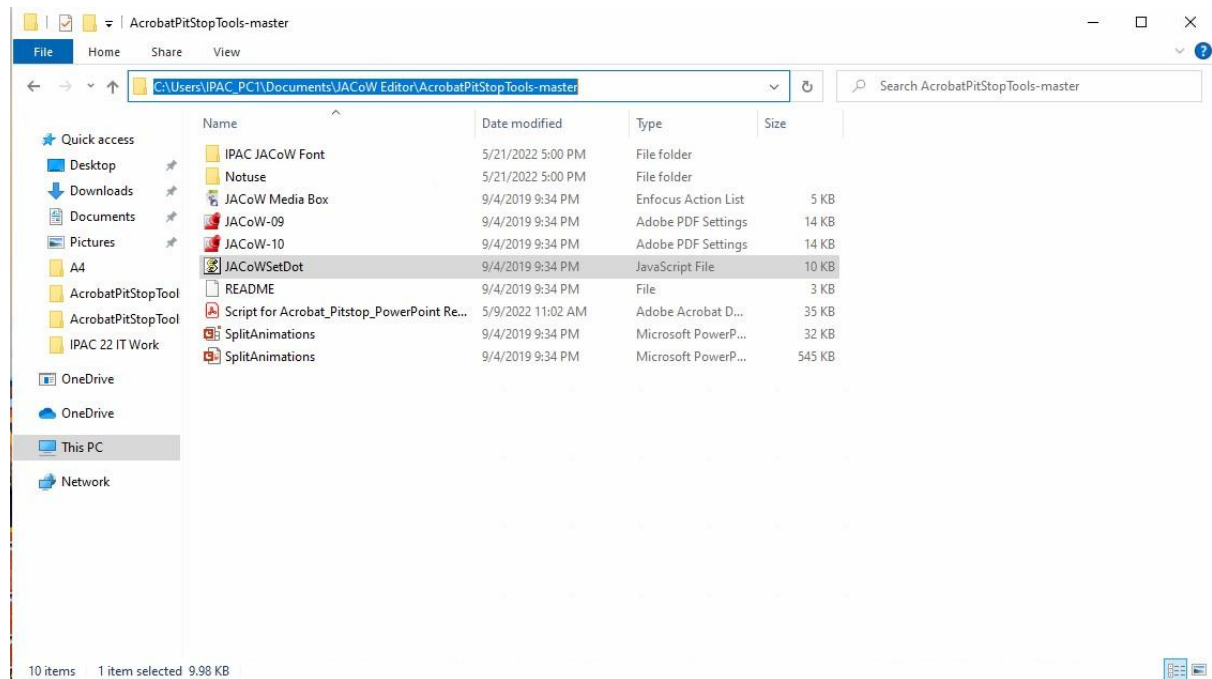 AcrobatPitStopTools-master
File Home Share View
C:\Users\IPAC_PC1\Documents\JACoW Editor\AcrobatPitStopTools-master
Search AcrobatPitStopTools-master
Quick access
Desktop
Downloads
Documents
Pictures
A4
AcrobatPitStopTool
AcrobatPitStopTool
IPAC 22 IT Work
OneDrive
OneDrive
This PC
Network
Name Date modified Type Size
IPAC JACoW Font 5/21/2022 5:00 PM File folder
Notuse 5/21/2022 5:00 PM File folder
JACoW Media Box 9/4/2019 9:34 PM Enfocus Action List 5 KB
JACoW-09 9/4/2019 9:34 PM Adobe PDF Settings 14 KB
JACoW-10 9/4/2019 9:34 PM Adobe PDF Settings 14 KB
JACoWSetDot 9/4/2019 9:34 PM JavaScript File 10 KB
README 9/4/2019 9:34 PM File 3 KB
Script for Acrobat_Pitstop_PowerPoint Re... 5/9/2022 11:02 AM Adobe Acrobat D... 35 KB
SplitAnimations 9/4/2019 9:34 PM Microsoft PowerP... 32 KB
SplitAnimations 9/4/2019 9:34 PM Microsoft PowerP... 545 KB
10 items 1 item selected 9.98 KB